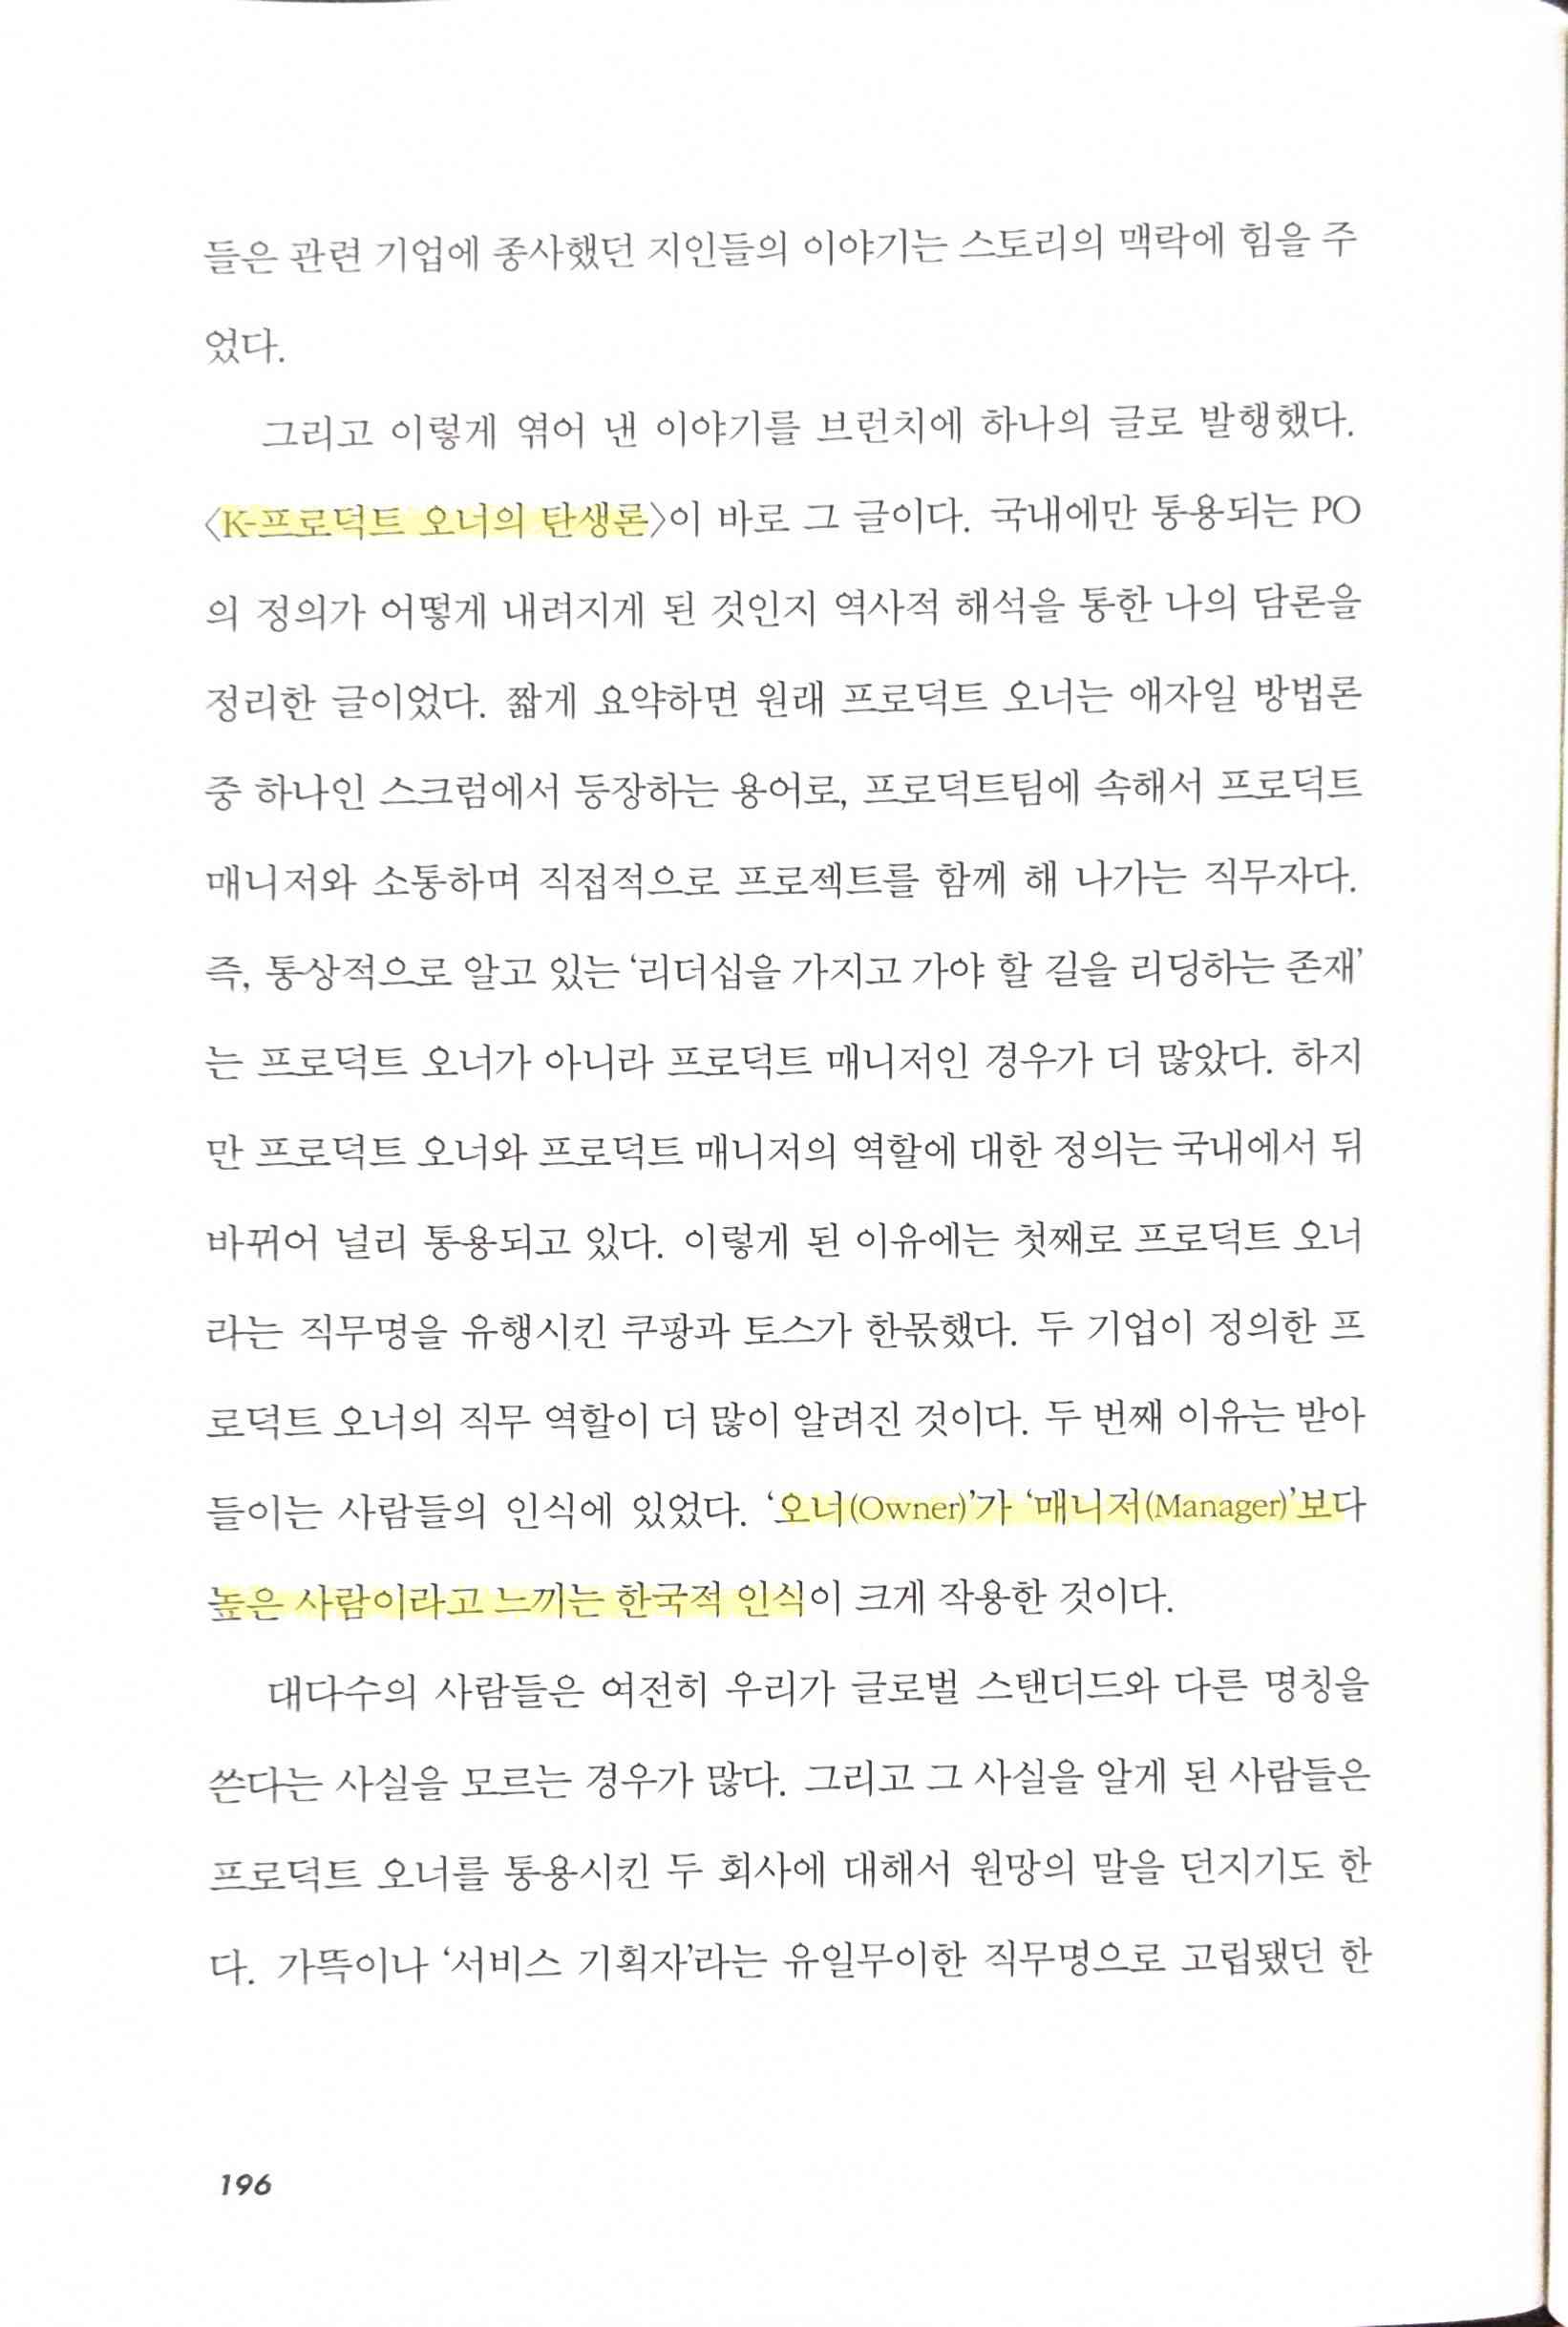 들은 관련 기업에 종사했던 지인들의 이야기는 스토리의 맥락에 힘을 주
었다.
그리고 이렇게 엮어 낸 이야기를 브런치에 하나의 글로 발행했다.
〈K-프로덕트 오너의 탄생론〉이 바로 그 글이다. 국내에만 통용되는 PO
의 정의가 어떻게 내려지게 된 것인지 역사적 해석을 통한 나의 담론을
정리한 글이었다. 짧게 요약하면 원래 프로덕트 오너는 애자일 방법론
중 하나인 스크럼에서 등장하는 용어로, 프로덕트팀에 속해서 프로덕트
매니저와 소통하며 직접적으로 프로젝트를 함께 해 나가는 직무자다.
즉, 통상적으로 알고 있는 ‘리더십을 가지고 가야 할 길을 리딩하는 존재’
는 프로덕트 오너가 아니라 프로덕트 매니저인 경우가 더 많았다. 하지
만 프로덕트 오너와 프로덕트 매니저의 역할에 대한 정의는 국내에서 뒤
바뀌어 널리 통용되고 있다. 이렇게 된 이유에는 첫째로 프로덕트 오너
라는 직무명을 유행시킨 쿠팡과 토스가 한몫했다. 두 기업이 정의한 프
로덕트 오너의 직무 역할이 더 많이 알려진 것이다. 두 번째 이유는 받아
들이는 사람들의 인식에 있었다. ‘오너(Owner)’가 ‘매니저(Manager)’보다
높은 사람이라고 느끼는 한국적 인식이 크게 작용한 것이다.
대다수의 사람들은 여전히 우리가 글로벌 스탠더드와 다른 명칭을
쓴다는 사실을 모르는 경우가 많다. 그리고 그 사실을 알게 된 사람들은
프로덕트 오너를 통용시킨 두 회사에 대해서 원망의 말을 던지기도 한
다. 가뜩이나 ‘서비스 기획자’라는 유일무이한 직무명으로 고립됐던 한
196